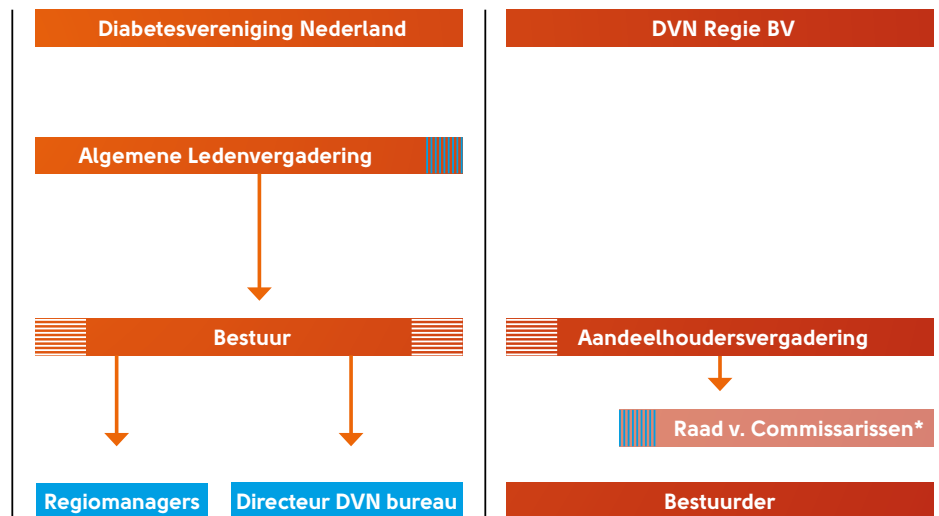 Diabetesvereniging Nederland
DVN Regie BV
Algemene Ledenvergadering
Bestuur
Aandeelhoudersvergadering
Raad v. Commissarissen*
Regiomanagers
Directeur DVN bureau
Bestuurder